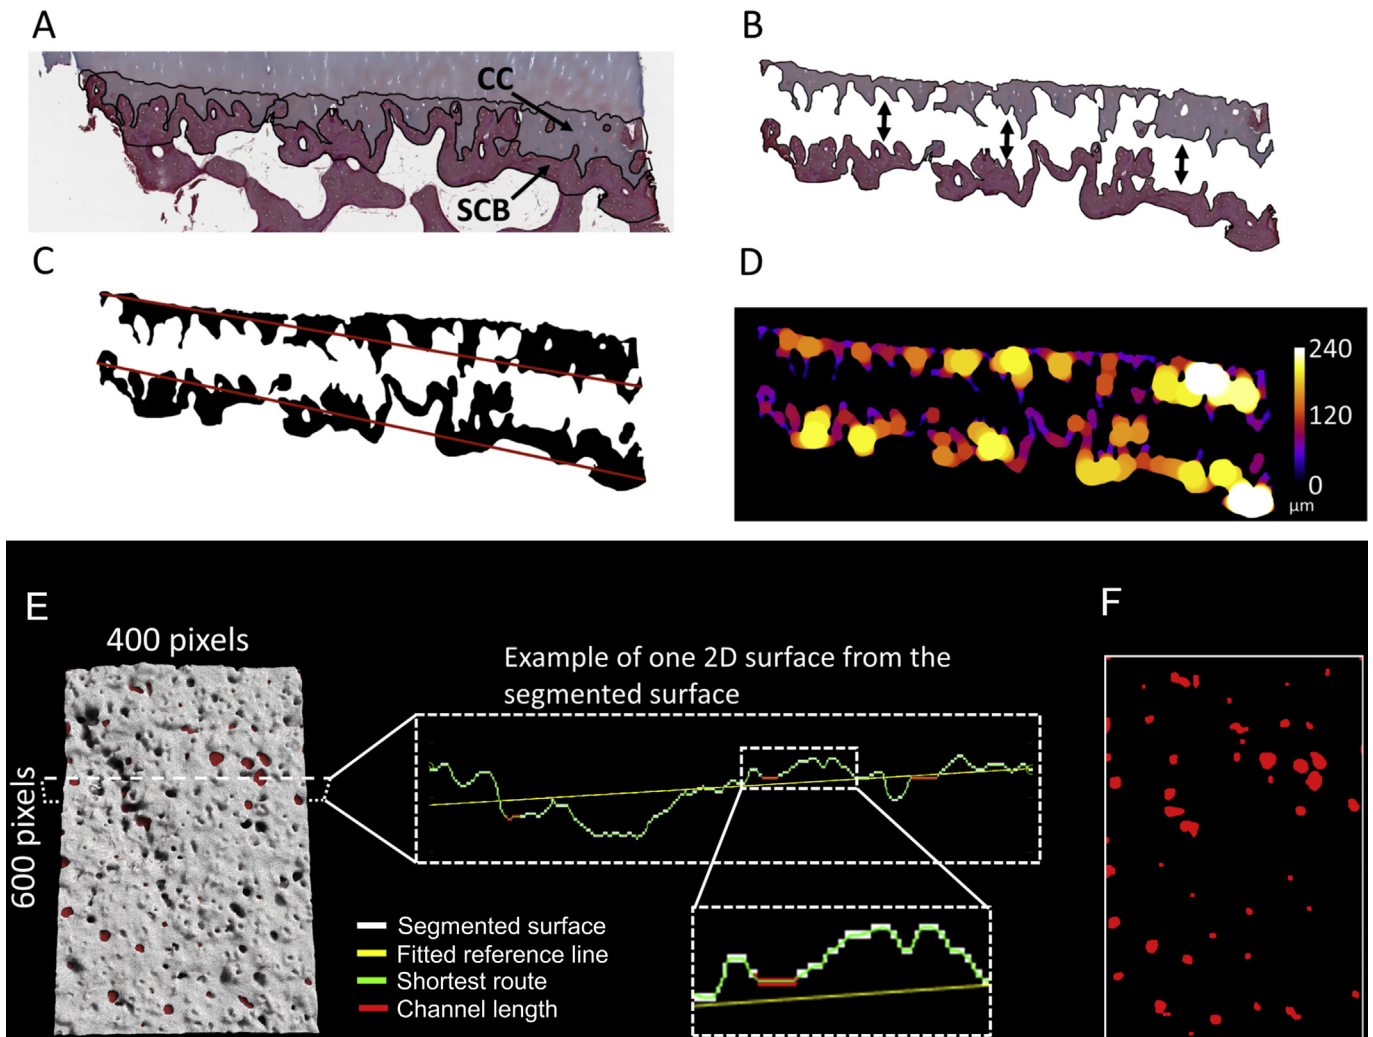 A
CC
SCB
B
C
D
240
120
0
µm
E
400 pixels
600 pixels
Example of one 2D surface from the
segmented surface
Segmented surface
Fitted reference line
Shortest route
Channel length
F